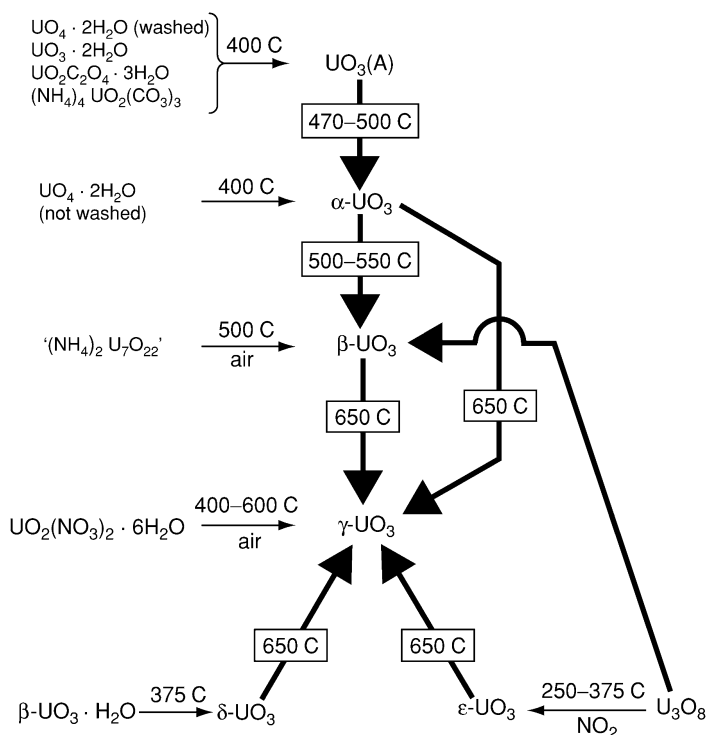 UO₄ · 2H₂O (washed)
UO₃ · 2H₂O
UO₂C₂O₄ · 3H₂O
(NH₄)₄ UO₂(CO₃)₃
400 C
UO₃(A)
470–500 C
UO₄ · 2H₂O
(not washed)
400 C
α-UO₃
500–550 C
‘(NH₄)₂ U₇O₂₂’
500 C
air
β-UO₃
650 C
650 C
UO₂(NO₃)₂ · 6H₂O
400–600 C
air
γ-UO₃
650 C
650 C
β-UO₃ · H₂O
375 C
δ-UO₃
ε-UO₃
250–375 C
NO₂
U₃O₈